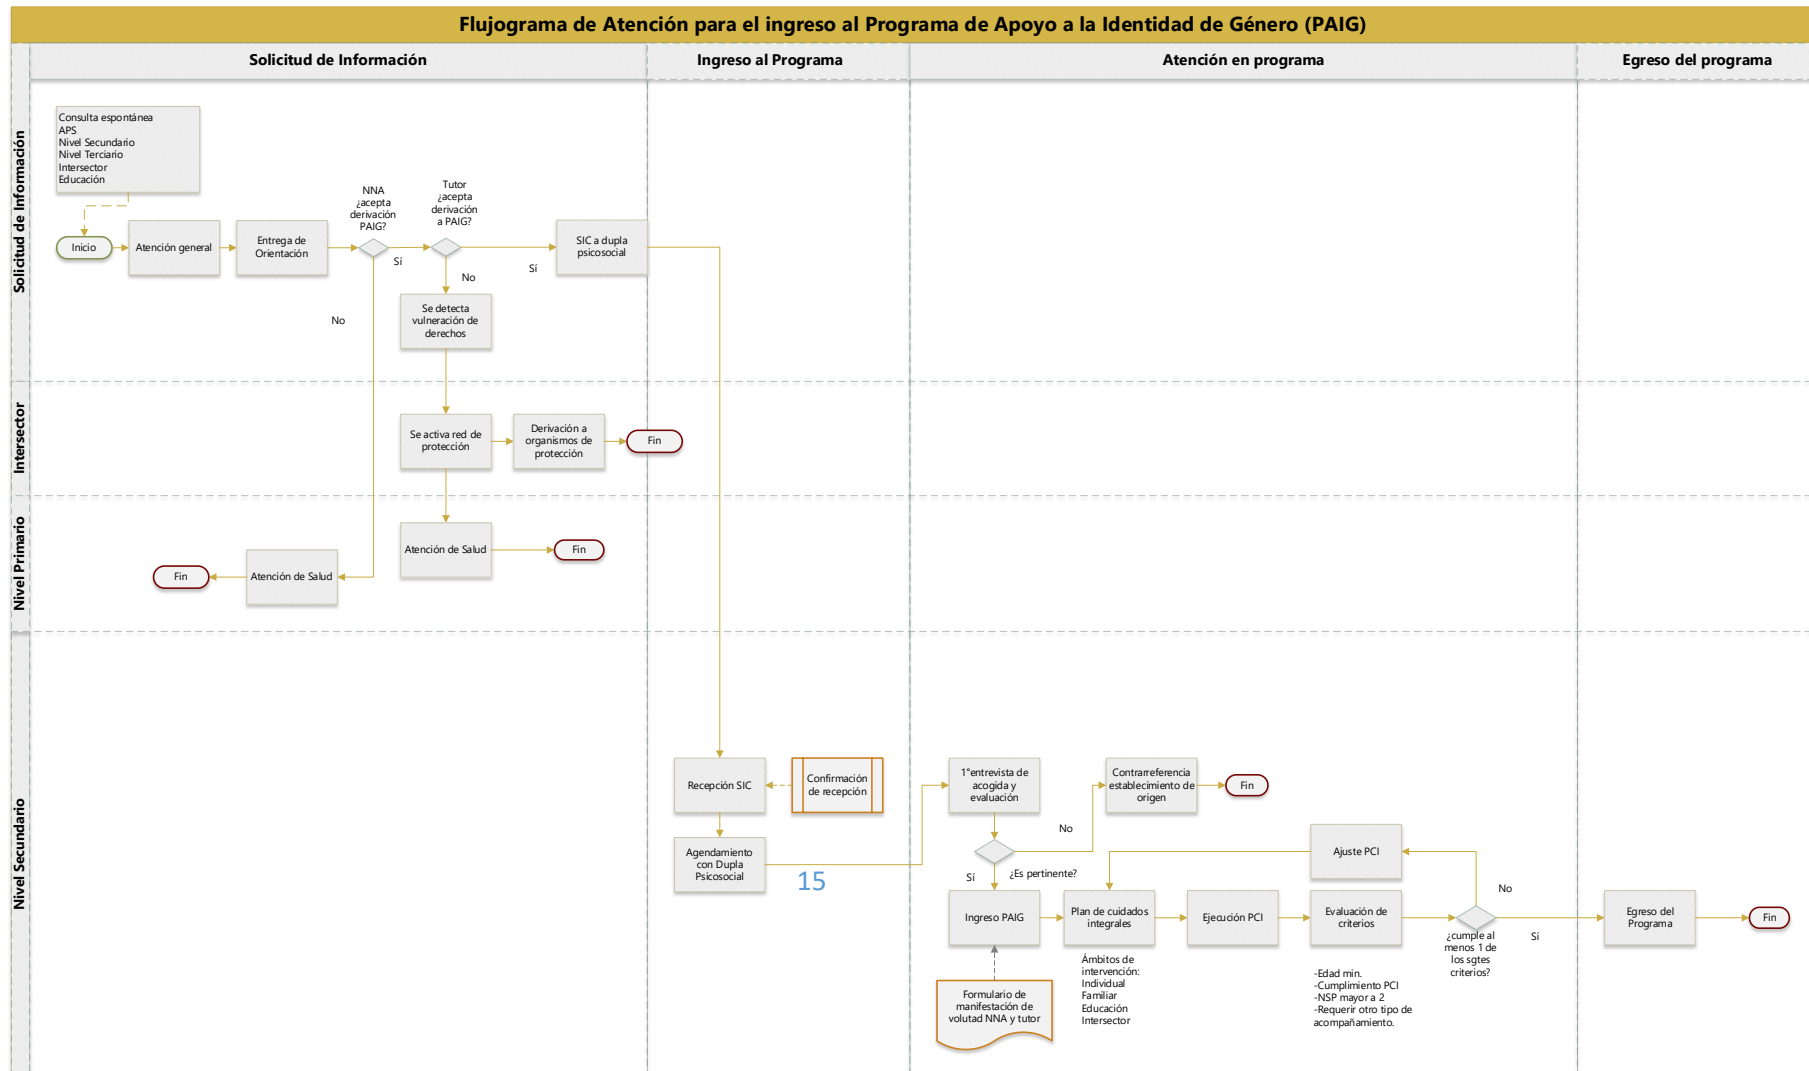 Flujograma de Atención para el ingreso al Programa de Apoyo a la Identidad de Género (PAIG)
Solicitud de Información
Ingreso al Programa
Atención en programa
Egreso del programa
Solicitud de Información
Consulta espontánea
APS
Nivel Secundario
Nivel Terciario
Intersector
Educación
Inicio
Atención general
Entrega de
Orientación
NNA
¿acepta
derivación
PAIG?
Sí
No
Tutor
¿acepta
derivación
a PAIG?
Sí
No
SIC a dupla
psicosocial
Se detecta
vulneración de
derechos
Intersector
Se activa red de
protección
Derivación a
organismos de
protección
Fin
Nivel Primario
Atención de Salud
Fin
Atención de Salud
Fin
Nivel Secundario
Recepción SIC
Confirmación
de recepción
Agendamiento
con Dupla
Psicosocial
15
1°entrevista de
acogida y
evaluación
Contrarreferencia
establecimiento de
origen
Fin
No
Sí
¿Es pertinente?
Ingreso PAIG
Plan de cuidados
integrales
Ejecución PCI
Evaluación de
criterios
Ajuste PCI
No
Sí
¿cumple al
menos 1 de
los sgtes
criterios?
Egreso del
Programa
Fin
Formulario de
manifestación de
volutad NNA y tutor
Ámbitos de
intervención:
Individual
Familiar
Educación
Intersector
-Edad min.
-Cumplimiento PCI
-NSP mayor a 2
-Requerir otro tipo de
acompañamiento.